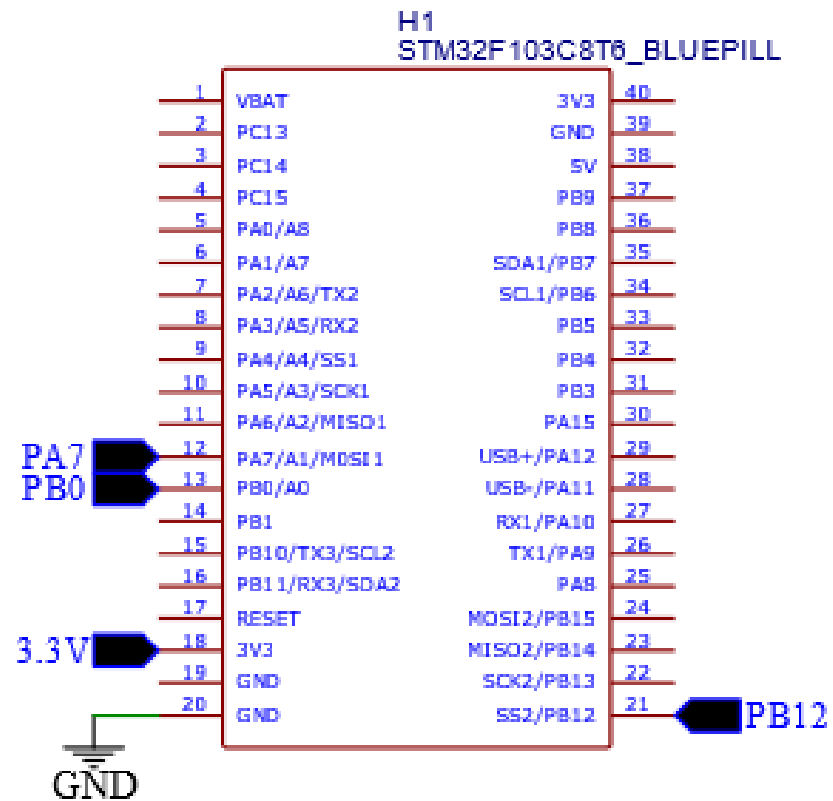 H1
STM32F103C8T6_BLUEPILL
1 VBAT 3V3 40
2 PC13 GND 39
3 PC14 5V 38
4 PC15 PB9 37
5 PA0/A8 PB8 36
6 PA1/A7 SDA1/PB7 35
7 PA2/A6/TX2 SCL1/PB6 34
8 PA3/A5/RX2 PB5 33
9 PA4/A4/SS1 PB4 32
10 PA5/A3/SCK1 PB3 31
11 PA6/A2/MISO1 PA15 30
PA7 12 PA7/A1/MOSI1 USB+/PA12 29
PB0 13 PB0/A0 USB-/PA11 28
14 PB1 RX1/PA10 27
15 PB10/TX3/SCL2 TX1/PA9 26
16 PB11/RX3/SDA2 PA8 25
17 RESET MOSI2/PB15 24
3.3V 18 3V3 MISO2/PB14 23
19 GND SCK2/PB13 22
20 GND SS2/PB12 21 PB12
GND